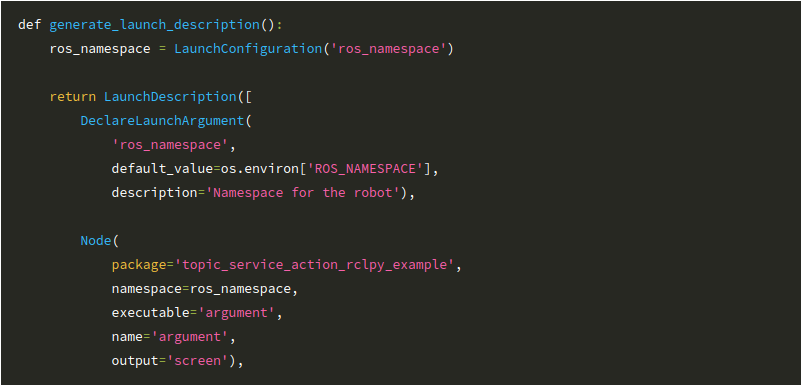 def generate_launch_description():
    ros_namespace = LaunchConfiguration('ros_namespace')

    return LaunchDescription([
        DeclareLaunchArgument(
            'ros_namespace',
            default_value=os.environ['ROS_NAMESPACE'],
            description='Namespace for the robot'),

        Node(
            package='topic_service_action_rclpy_example',
            namespace=ros_namespace,
            executable='argument',
            name='argument',
            output='screen'),